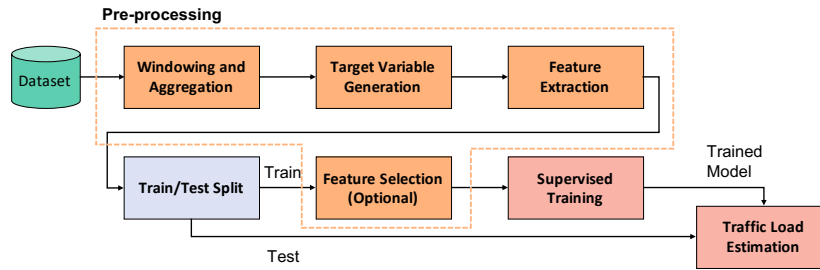 Pre-processing
Dataset
Windowing and
Aggregation
Target Variable
Generation
Feature
Extraction
Train/Test Split
Train
Feature Selection
(Optional)
Supervised
Training
Trained
Model
Traffic Load
Estimation
Test